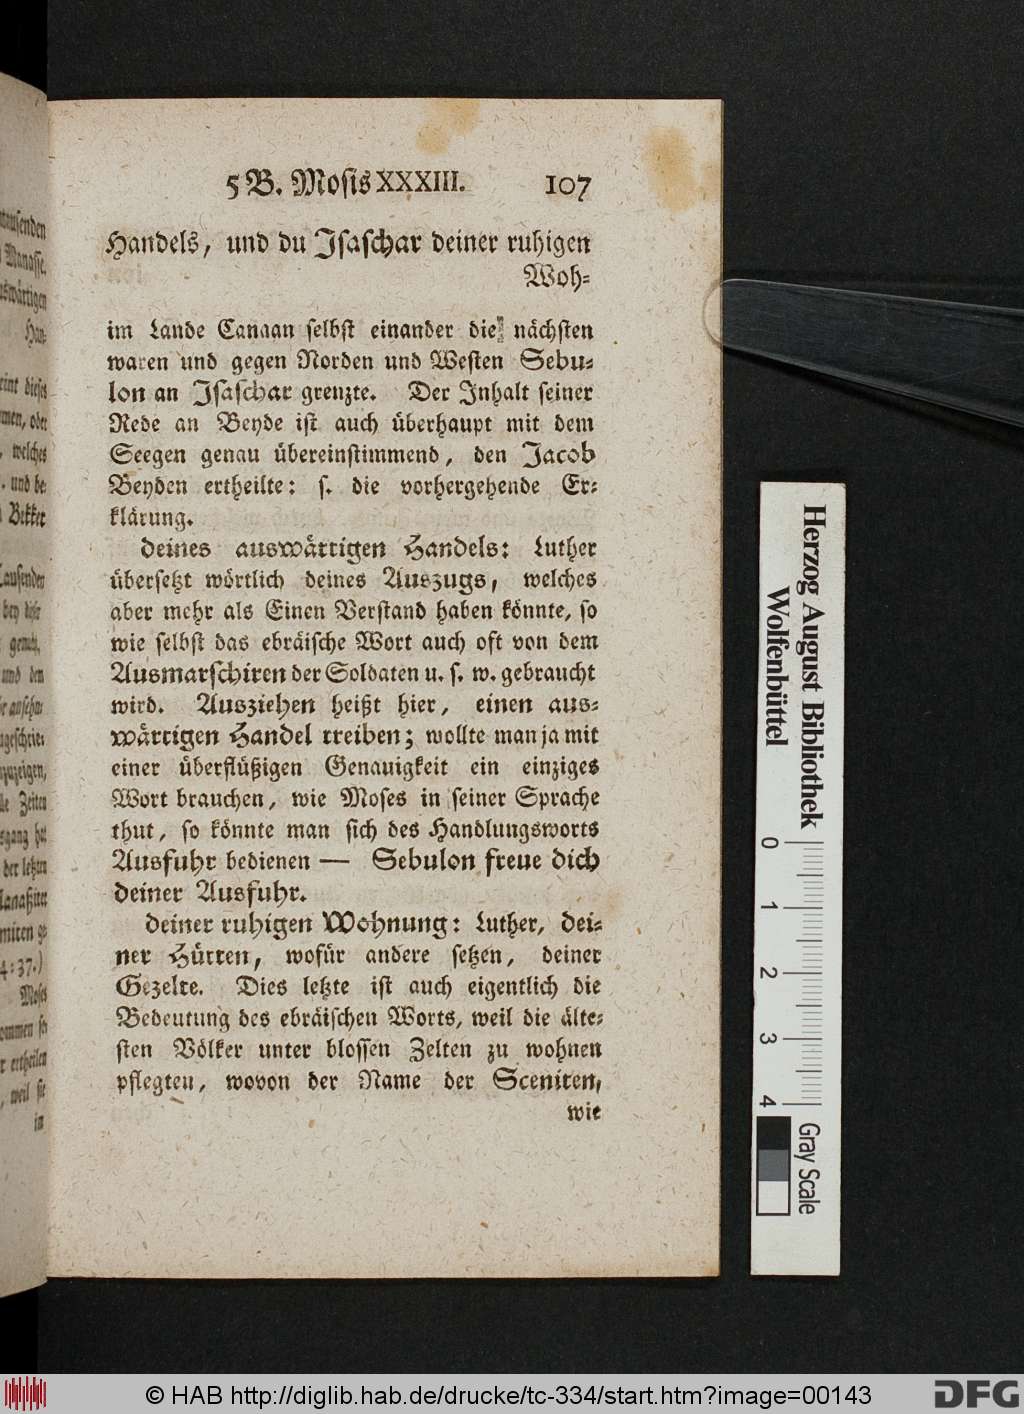 5 B. Mosis XXXIII. 107
Handels, und du Isaschar deiner ruhigen
Woh-
im Lande Canaan selbst einander die nächsten
waren und gegen Norden und Westen Sebu-
lon an Isaschar grenzte. Der Inhalt seiner
Rede an Beyde ist auch überhaupt mit dem
Seegen genau übereinstimmend, den Jacob
Beyden ertheilte: s. die vorhergehende Er-
klärung.
deines auswärtigen Handels: Luther
übersetzt wörtlich deines Auszugs, welches
aber mehr als Einen Verstand haben könnte, so
wie selbst das ebräische Wort auch oft von dem
Ausmarschiren der Soldaten u. s. w. gebraucht
wird. Ausziehen heißt hier, einen aus-
wärtigen Handel treiben; wollte man ja mit
einer überflüßigen Genauigkeit ein einziges
Wort brauchen, wie Moses in seiner Sprache
thut, so könnte man sich des Handlungsworts
Ausfuhr bedienen — Sebulon freue dich
deiner Ausfuhr.
deiner ruhigen Wohnung: Luther, dei-
ner Hütten, wofür andere setzen, deiner
Gezelte. Dies letzte ist auch eigentlich die
Bedeutung des ebräischen Worts, weil die älte-
sten Völker unter blossen Zelten zu wohnen
pflegten, wovon der Name der Sceniten,
wie
Herzog August Bibliothek
Wolfenbüttel
0 1 2 3 4
Gray Scale
© HAB http://diglib.hab.de/drucke/tc-334/start.htm?image=00143
DFG